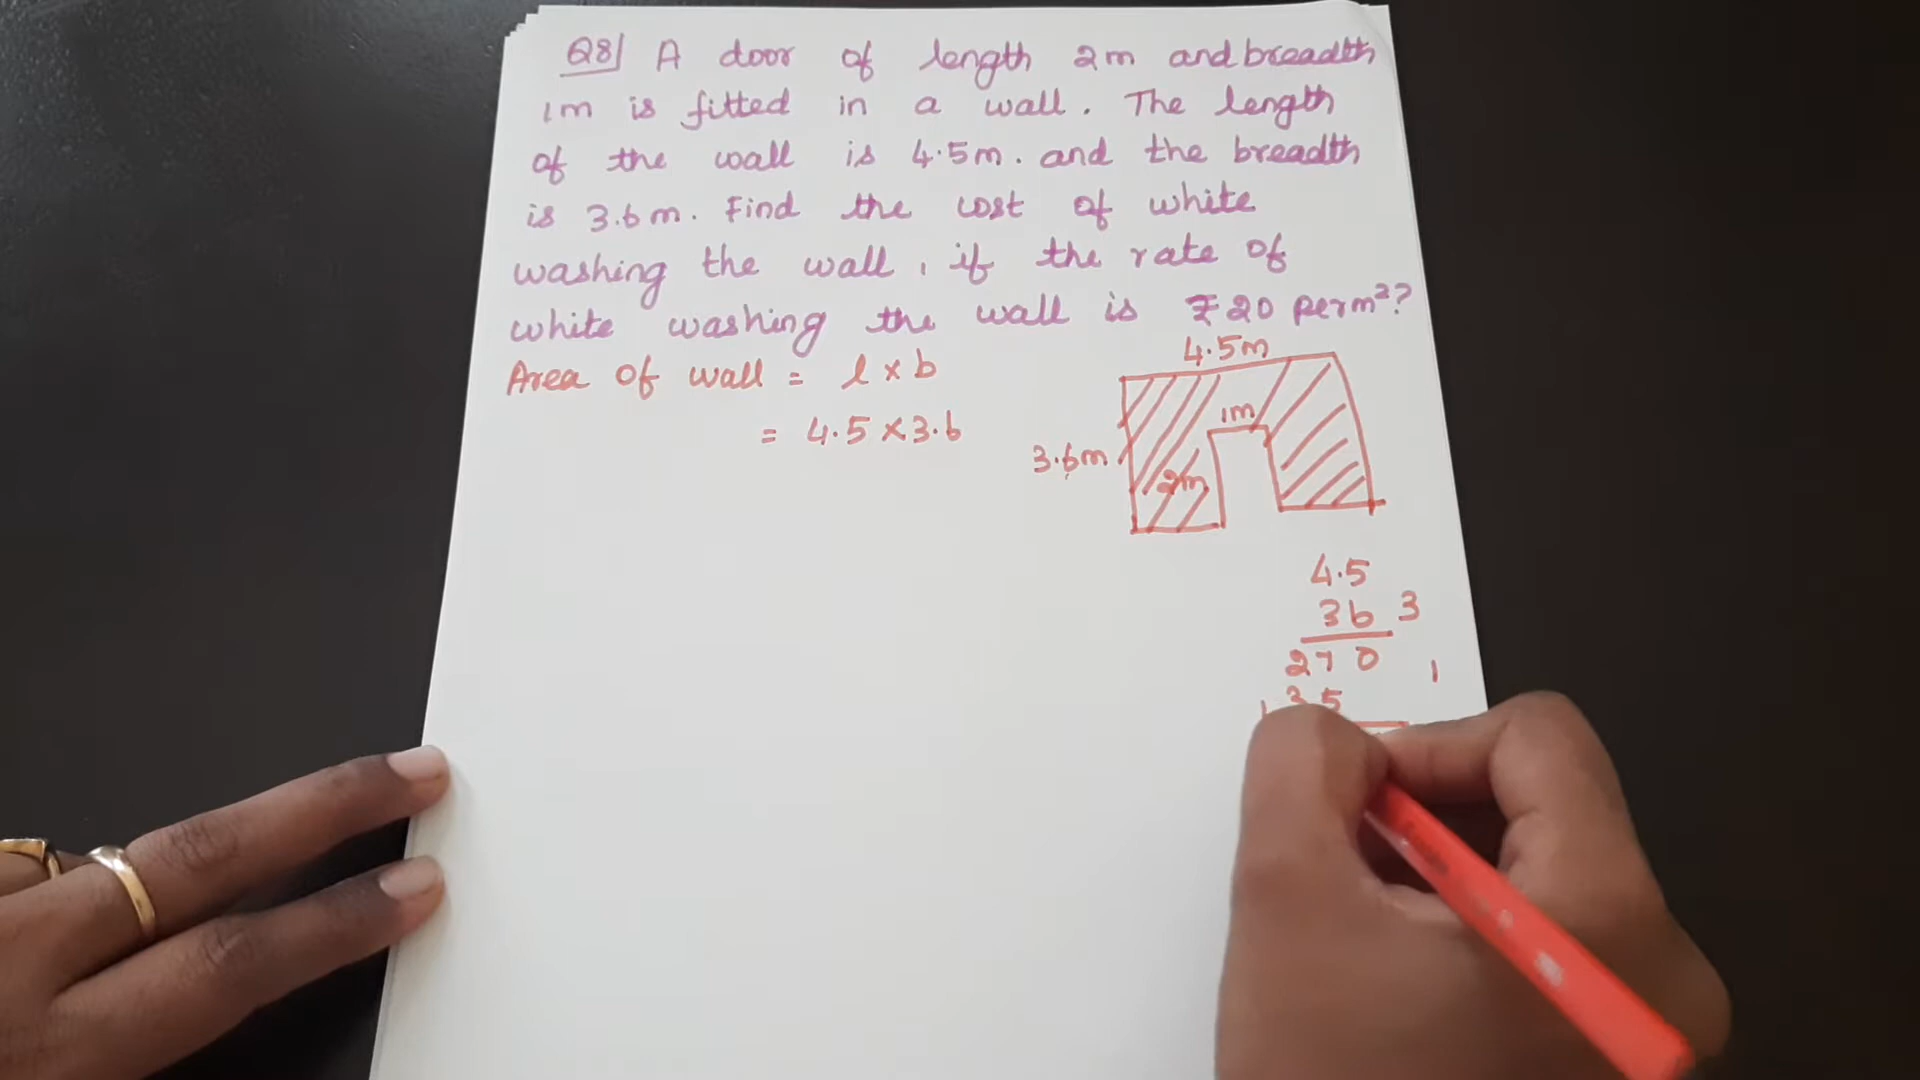 Q8| A door of length 2m and breadth
1m is fitted in a wall. The length
of the wall is 4.5m. and the breadth
is 3.6m. Find the cost of white
washing the wall, if the rate of
white washing the wall is ₹20 per m²?
Area of wall = l × b
= 4.5 × 3.6
4.5m
1m
3.6m
2m
4.5
36 3
270 1
135